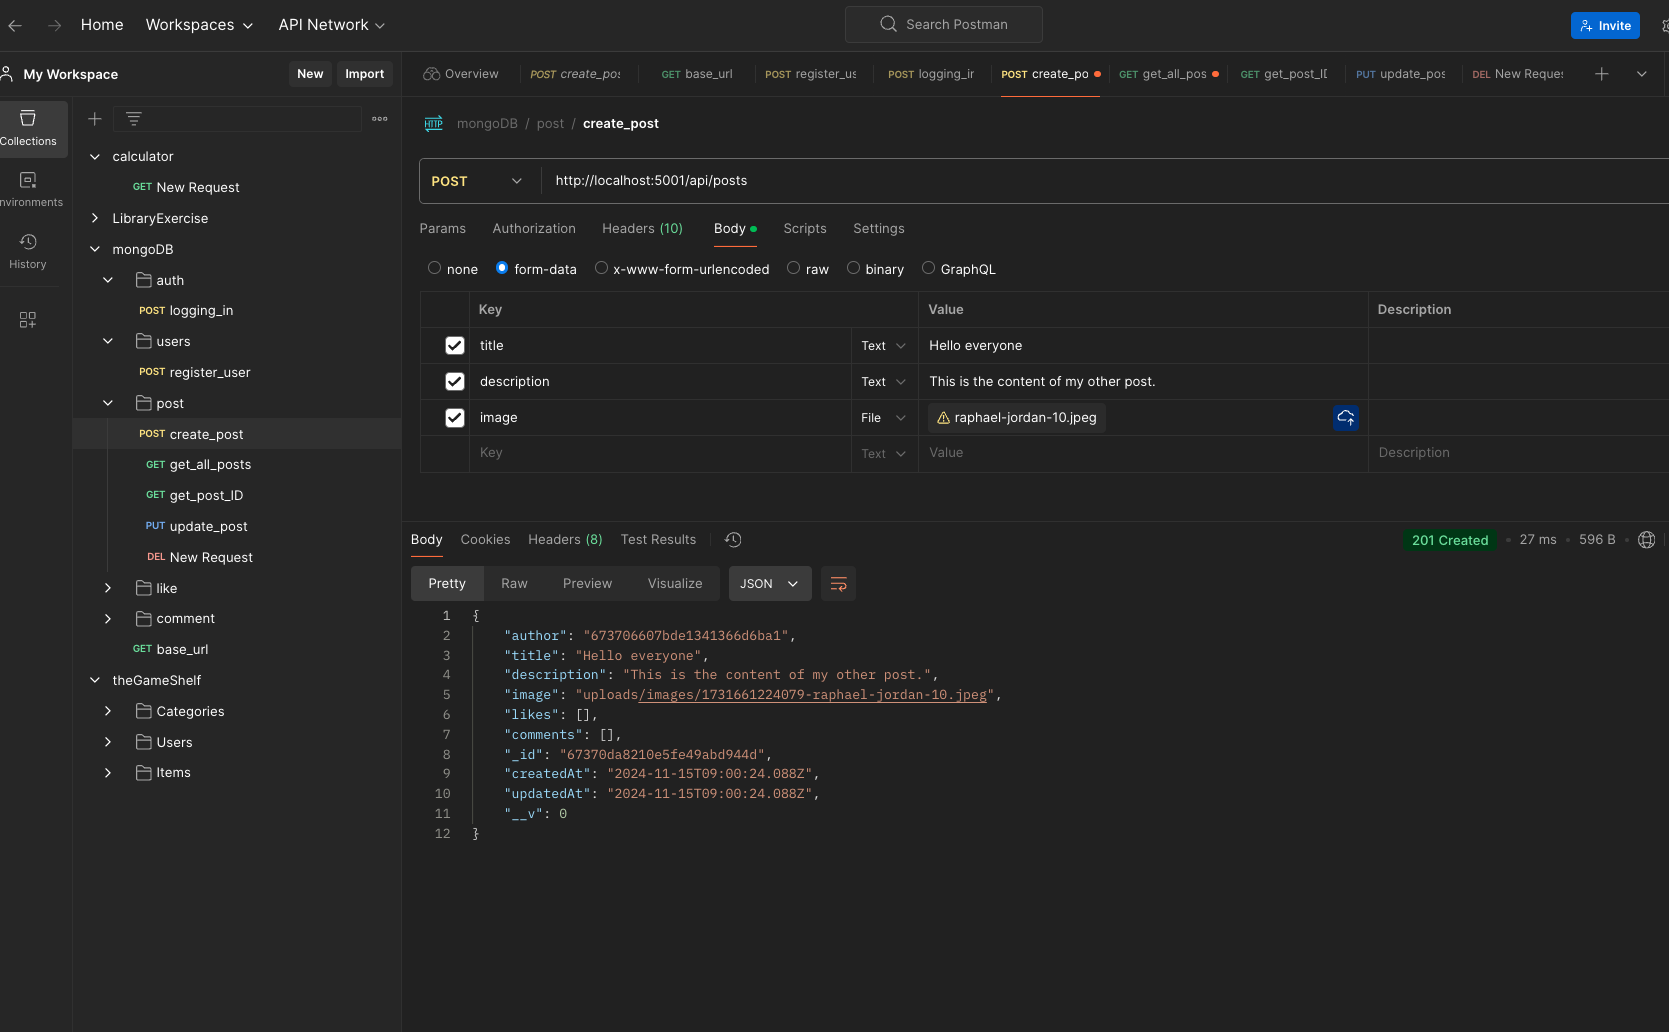 Home Workspaces API Network Search Postman Invite
My Workspace New Import
Overview POST create_pos GET base_url POST register_us POST logging_ir POST create_po GET get_all_pos GET get_post_ID PUT update_pos DEL New Reques
Collections
calculator
GET New Request
nvironments
LibraryExercise
mongoDB
History
auth
POST logging_in
users
POST register_user
post
POST create_post
GET get_all_posts
GET get_post_ID
PUT update_post
DEL New Request
like
comment
GET base_url
theGameShelf
Categories
Users
Items
HTTP mongoDB / post / create_post
POST http://localhost:5001/api/posts
Params Authorization Headers (10) Body Scripts Settings
none form-data x-www-form-urlencoded raw binary GraphQL
Key Value Description
title Text Hello everyone
description Text This is the content of my other post.
image File raphael-jordan-10.jpeg
Key Text Value Description
Body Cookies Headers (8) Test Results 201 Created 27 ms 596 B
Pretty Raw Preview Visualize JSON
1 {
2 "author": "673706607bde1341366d6ba1",
3 "title": "Hello everyone",
4 "description": "This is the content of my other post.",
5 "image": "uploads/images/1731661224079-raphael-jordan-10.jpeg",
6 "likes": [],
7 "comments": [],
8 "_id": "67370da8210e5fe49abd944d",
9 "createdAt": "2024-11-15T09:00:24.088Z",
10 "updatedAt": "2024-11-15T09:00:24.088Z",
11 "__v": 0
12 }